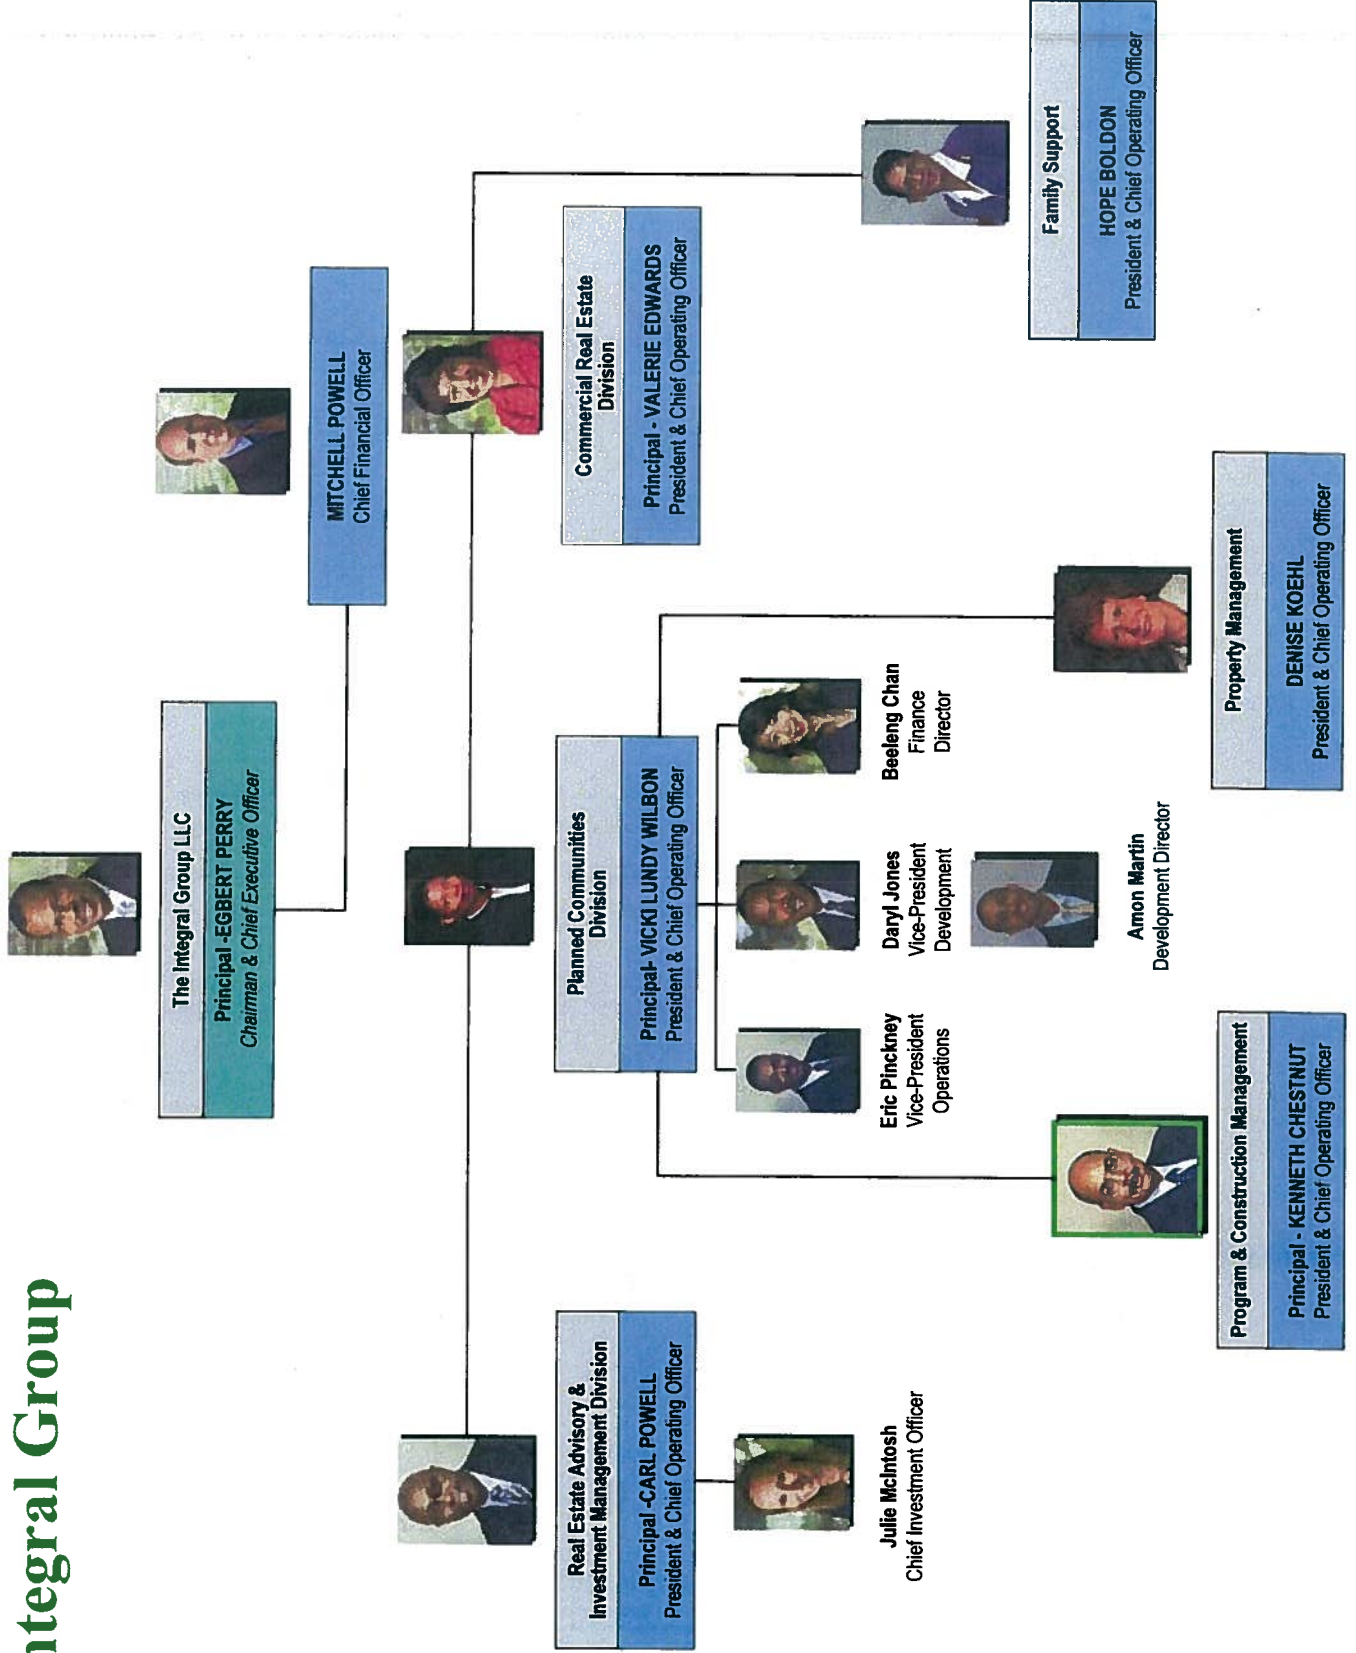 ntegral Group
The Integral Group LLC
Principal -EGBERT PERRY
Chairman & Chief Executive Officer
MITCHELL POWELL
Chief Financial Officer
Real Estate Advisory &
Investment Management Division
Principal -CARL POWELL
President & Chief Operating Officer
Julie McIntosh
Chief Investment Officer
Planned Communities
Division
Principal- VICKI LUNDY WILBON
President & Chief Operating Officer
Eric Pinckney
Vice-President
Operations
Daryl Jones
Vice-President
Development
Beeleng Chan
Finance
Director
Amon Martin
Development Director
Commercial Real Estate
Division
Principal - VALERIE EDWARDS
President & Chief Operating Officer
Family Support
HOPE BOLDON
President & Chief Operating Officer
Program & Construction Management
Principal - KENNETH CHESTNUT
President & Chief Operating Officer
Property Management
DENISE KOEHL
President & Chief Operating Officer